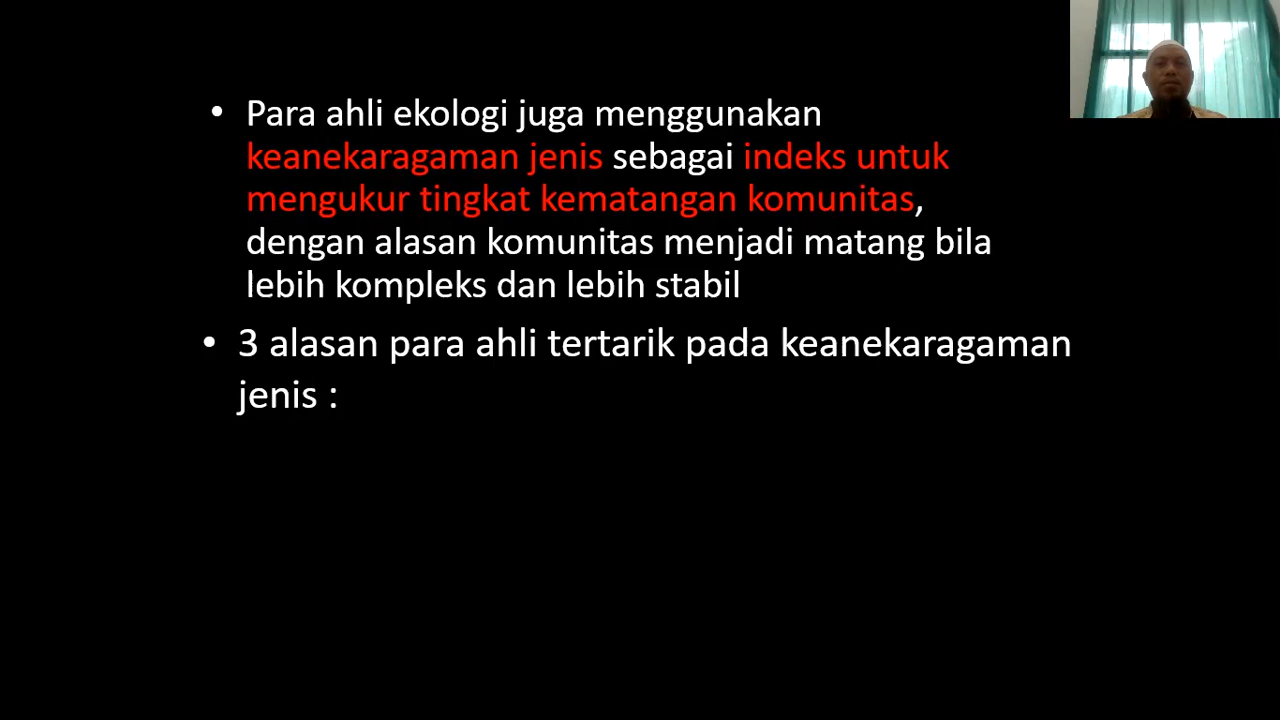 • Para ahli ekologi juga menggunakan
keanekaragaman jenis sebagai indeks untuk
mengukur tingkat kematangan komunitas,
dengan alasan komunitas menjadi matang bila
lebih kompleks dan lebih stabil
• 3 alasan para ahli tertarik pada keanekaragaman
jenis :